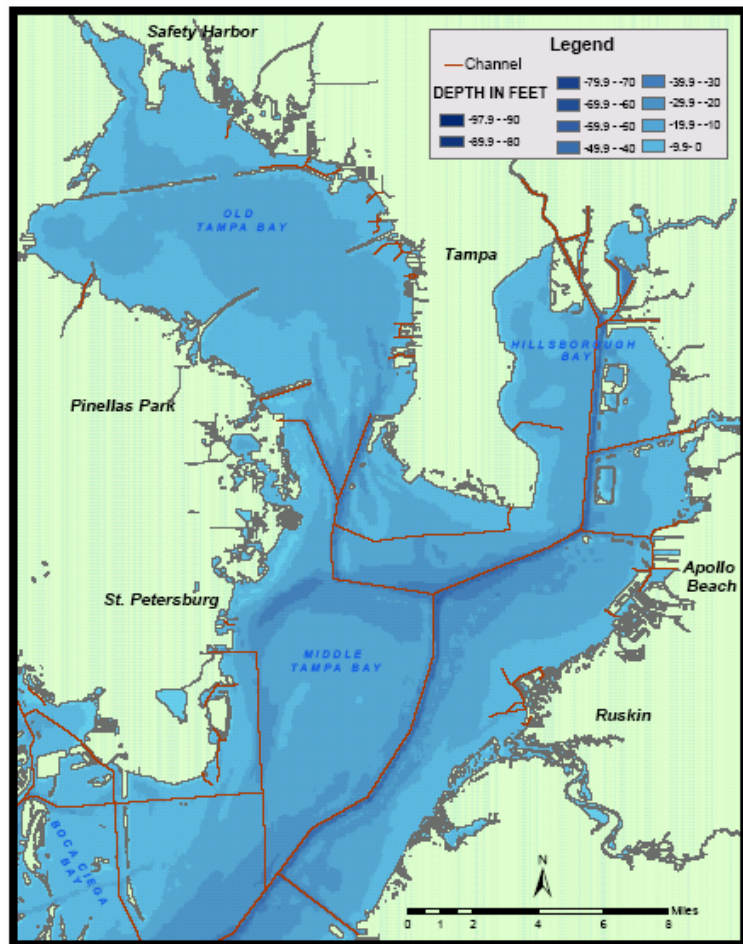 Safety Harbor
Legend
Channel
DEPTH IN FEET
-97.9 - -90
-89.9 - -80
-79.9 - -70
-69.9 - -60
-59.9 - -50
-49.9 - -40
-39.9 - -30
-29.9 - -20
-19.9 - -10
-9.9 - 0
OLD
TAMPA BAY
Tampa
HILLSBOROUGH
BAY
Pinellas Park
St. Petersburg
Apollo
Beach
MIDDLE
TAMPA BAY
Ruskin
BOCA CIEGA
BAY
N
Miles
0 1 2 4 6 8